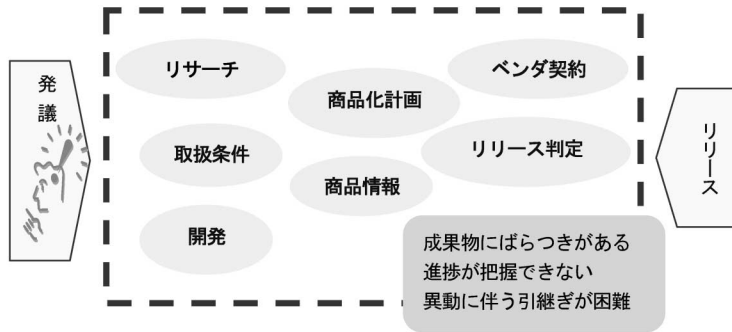 発議
リサーチ
ベンダ契約
商品化計画
取扱条件
リリース判定
商品情報
開発
リリース
成果物にばらつきがある
進捗が把握できない
異動に伴う引継ぎが困難